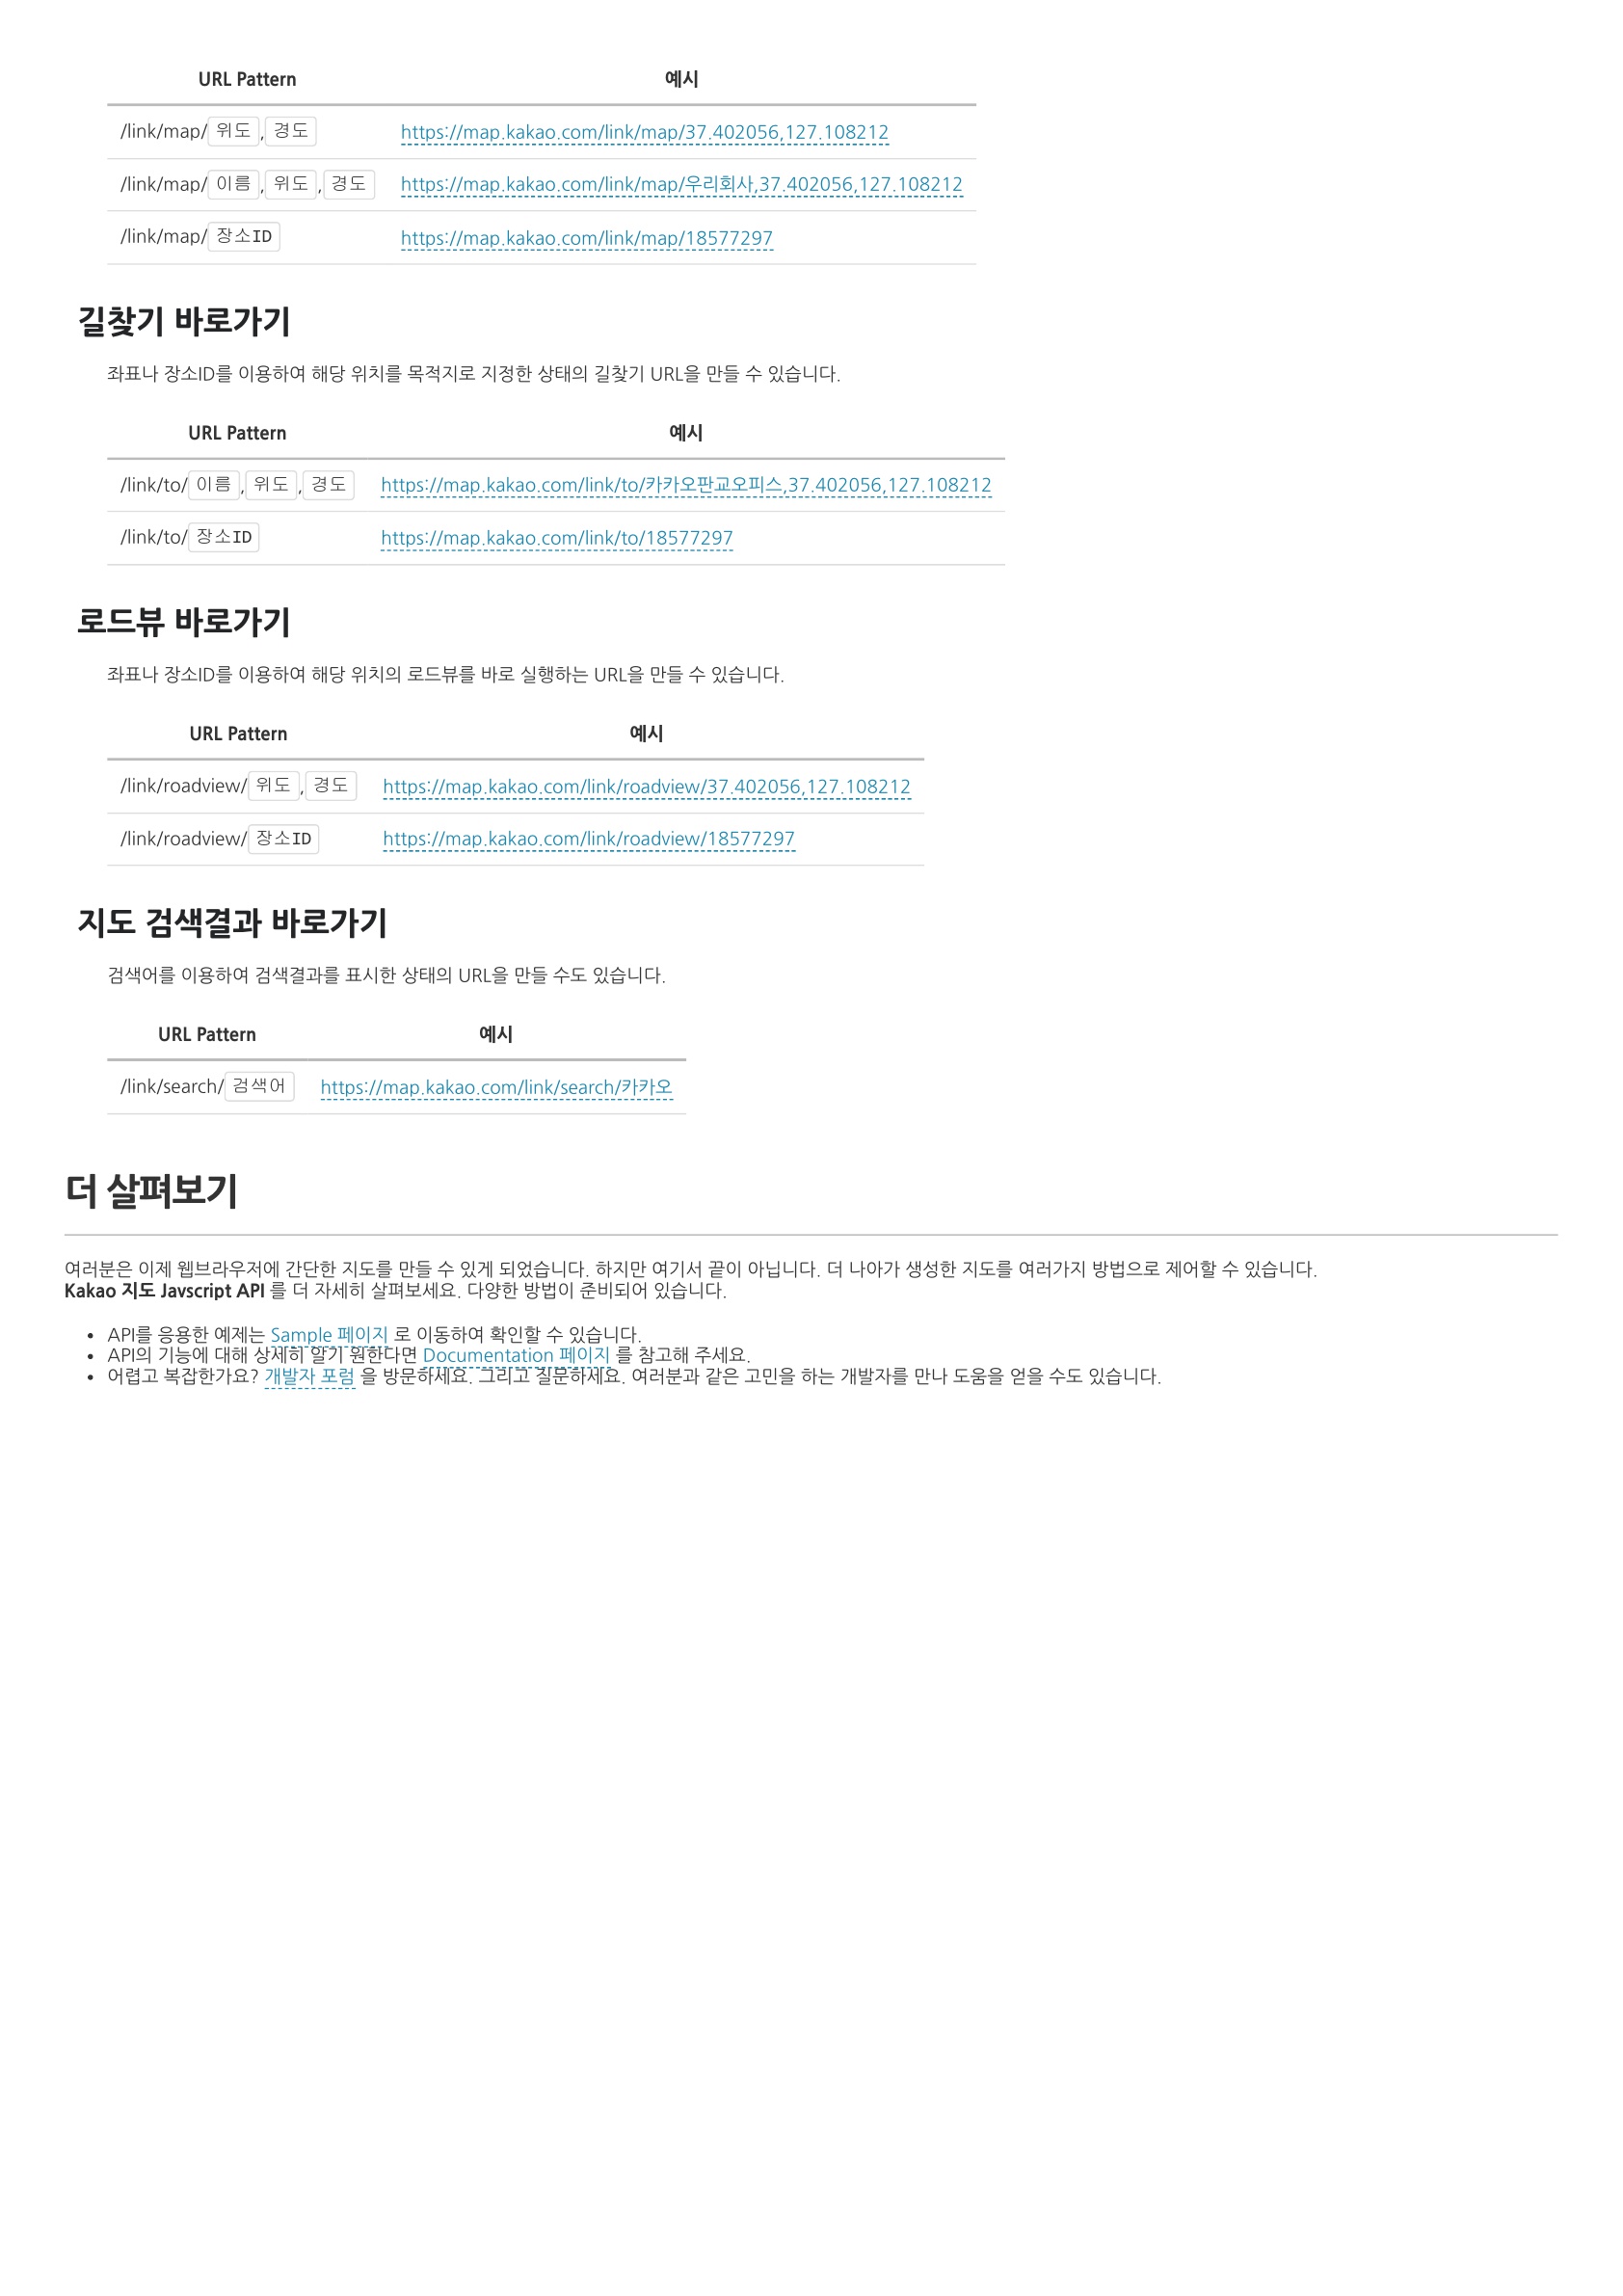 URL Pattern 예시
/link/map/위도,경도 https://map.kakao.com/link/map/37.402056,127.108212
/link/map/이름,위도,경도 https://map.kakao.com/link/map/우리회사,37.402056,127.108212
/link/map/장소ID https://map.kakao.com/link/map/18577297
길찾기 바로가기
좌표나 장소ID를 이용하여 해당 위치를 목적지로 지정한 상태의 길찾기 URL을 만들 수 있습니다.
URL Pattern 예시
/link/to/이름,위도,경도 https://map.kakao.com/link/to/카카오판교오피스,37.402056,127.108212
/link/to/장소ID https://map.kakao.com/link/to/18577297
로드뷰 바로가기
좌표나 장소ID를 이용하여 해당 위치의 로드뷰를 바로 실행하는 URL을 만들 수 있습니다.
URL Pattern 예시
/link/roadview/위도,경도 https://map.kakao.com/link/roadview/37.402056,127.108212
/link/roadview/장소ID https://map.kakao.com/link/roadview/18577297
지도 검색결과 바로가기
검색어를 이용하여 검색결과를 표시한 상태의 URL을 만들 수도 있습니다.
URL Pattern 예시
/link/search/검색어 https://map.kakao.com/link/search/카카오
더 살펴보기
여러분은 이제 웹브라우저에 간단한 지도를 만들 수 있게 되었습니다. 하지만 여기서 끝이 아닙니다. 더 나아가 생성한 지도를 여러가지 방법으로 제어할 수 있습니다.
Kakao 지도 Javscript API 를 더 자세히 살펴보세요. 다양한 방법이 준비되어 있습니다.
• API를 응용한 예제는 Sample 페이지 로 이동하여 확인할 수 있습니다.
• API의 기능에 대해 상세히 알기 원한다면 Documentation 페이지 를 참고해 주세요.
• 어렵고 복잡한가요? 개발자 포럼 을 방문하세요. 그리고 질문하세요. 여러분과 같은 고민을 하는 개발자를 만나 도움을 얻을 수도 있습니다.